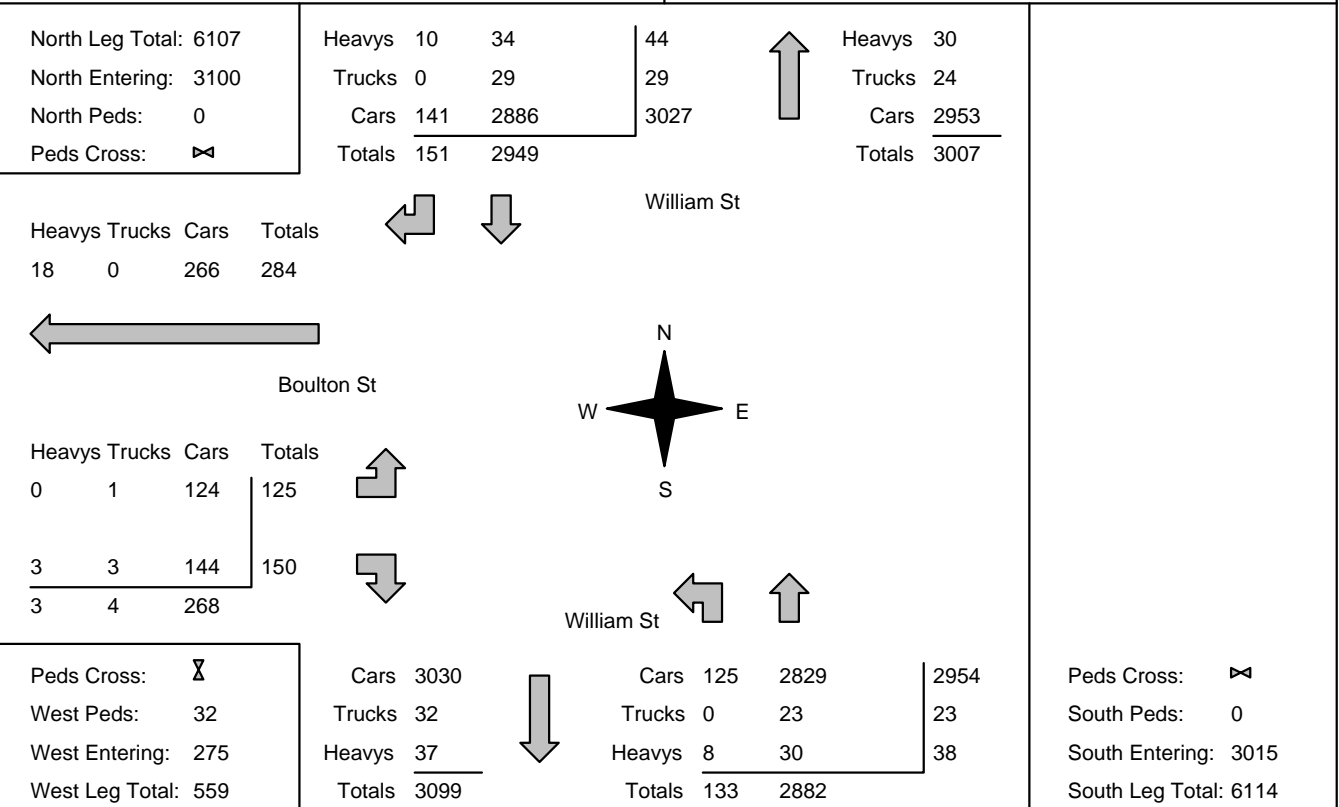 North Leg Total: 6107
North Entering: 3100
North Peds: 0
Peds Cross:
Heavys 10 34 44
Trucks 0 29 29
Cars 141 2886 3027
Totals 151 2949
Heavys 30
Trucks 24
Cars 2953
Totals 3007
William St
Heavys Trucks Cars Totals
18 0 266 284
Boulton St
N
W E
S
Heavys Trucks Cars Totals
0 1 124 125
3 3 144 150
3 4 268
William St
Peds Cross:
West Peds: 32
West Entering: 275
West Leg Total: 559
Cars 3030
Trucks 32
Heavys 37
Totals 3099
Cars 125 2829 2954
Trucks 0 23 23
Heavys 8 30 38
Totals 133 2882
Peds Cross:
South Peds: 0
South Entering: 3015
South Leg Total: 6114